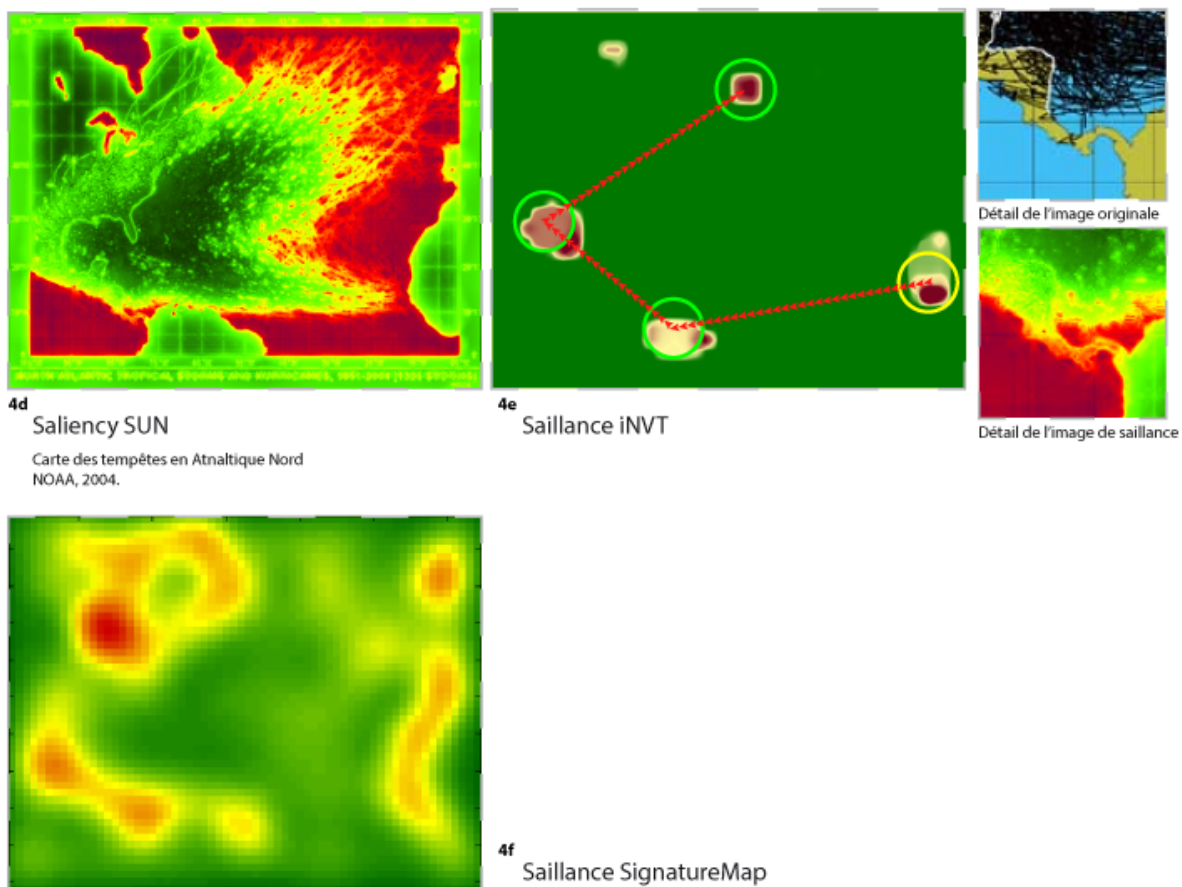 Détail de l'image originale
Détail de l'image de saillance
4d
Saliency SUN
Carte des tempêtes en Atnaltique Nord
NOAA, 2004.
4e
Saillance iNVT
4f
Saillance SignatureMap